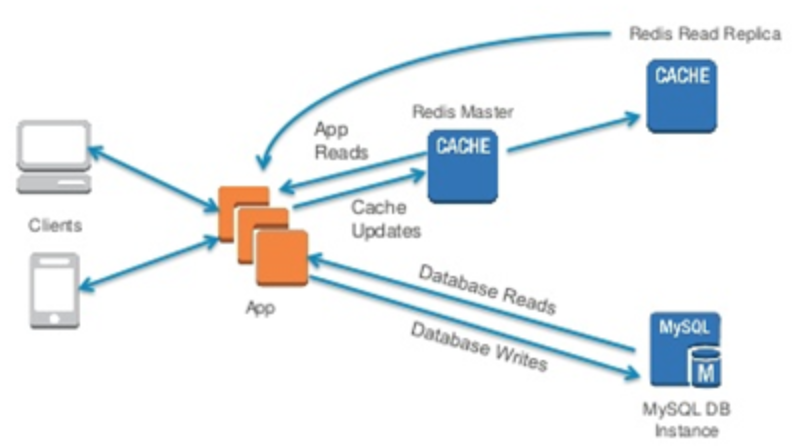 Redis Read Replica
CACHE
Redis Master
CACHE
App
Reads
Cache
Updates
Clients
App
Database Reads
Database Writes
MySQL
M
MySQL DB
Instance